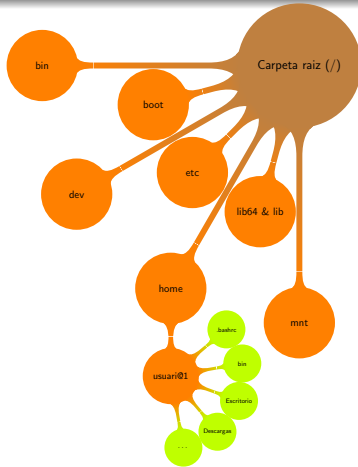 Carpeta raiz (/)
bin
boot
dev
etc
lib64 & lib
home
mnt
usuari@1
.bashrc
bin
Escritorio
Descargas
...